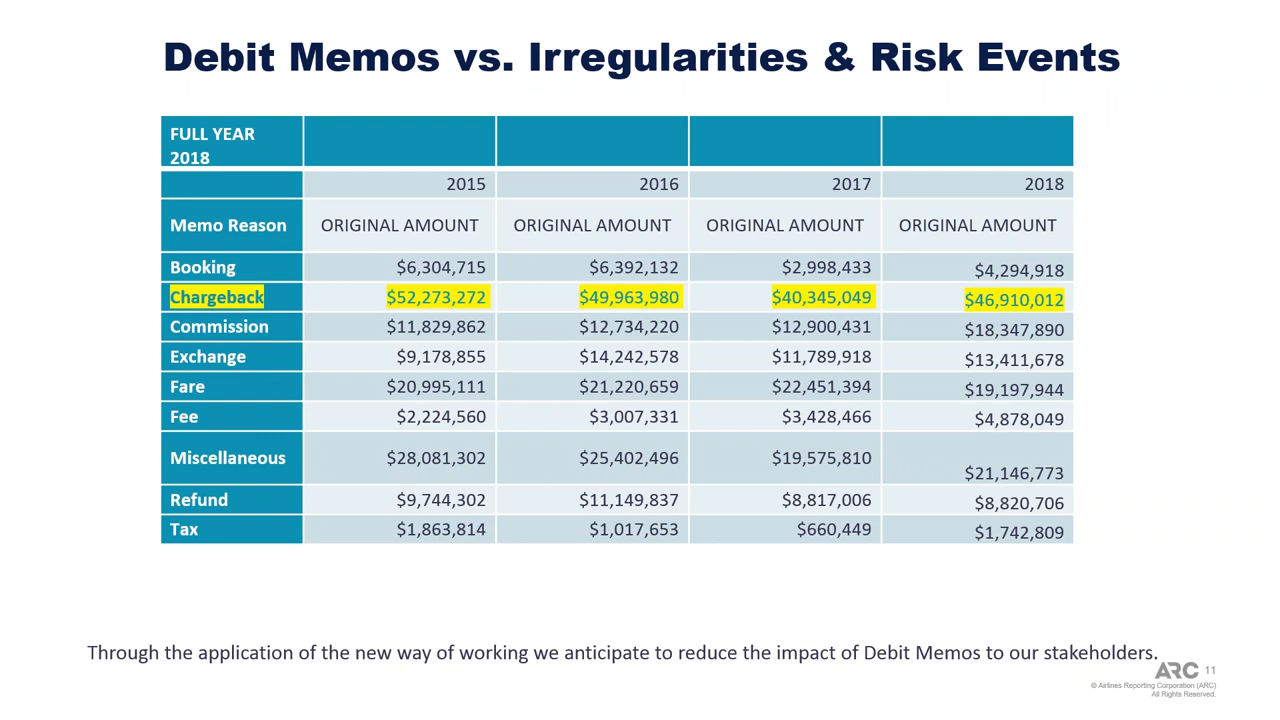 Debit Memos vs. Irregularities & Risk Events
FULL YEAR
2018
2015 2016 2017 2018
Memo Reason ORIGINAL AMOUNT ORIGINAL AMOUNT ORIGINAL AMOUNT ORIGINAL AMOUNT
Booking $6,304,715 $6,392,132 $2,998,433 $4,294,918
Chargeback $52,273,272 $49,963,980 $40,345,049 $46,910,012
Commission $11,829,862 $12,734,220 $12,900,431 $18,347,890
Exchange $9,178,855 $14,242,578 $11,789,918 $13,411,678
Fare $20,995,111 $21,220,659 $22,451,394 $19,197,944
Fee $2,224,560 $3,007,331 $3,428,466 $4,878,049
Miscellaneous $28,081,302 $25,402,496 $19,575,810 $21,146,773
Refund $9,744,302 $11,149,837 $8,817,006 $8,820,706
Tax $1,863,814 $1,017,653 $660,449 $1,742,809
Through the application of the new way of working we anticipate to reduce the impact of Debit Memos to our stakeholders.
ARC 11
© Airlines Reporting Corporation (ARC)
All Rights Reserved.